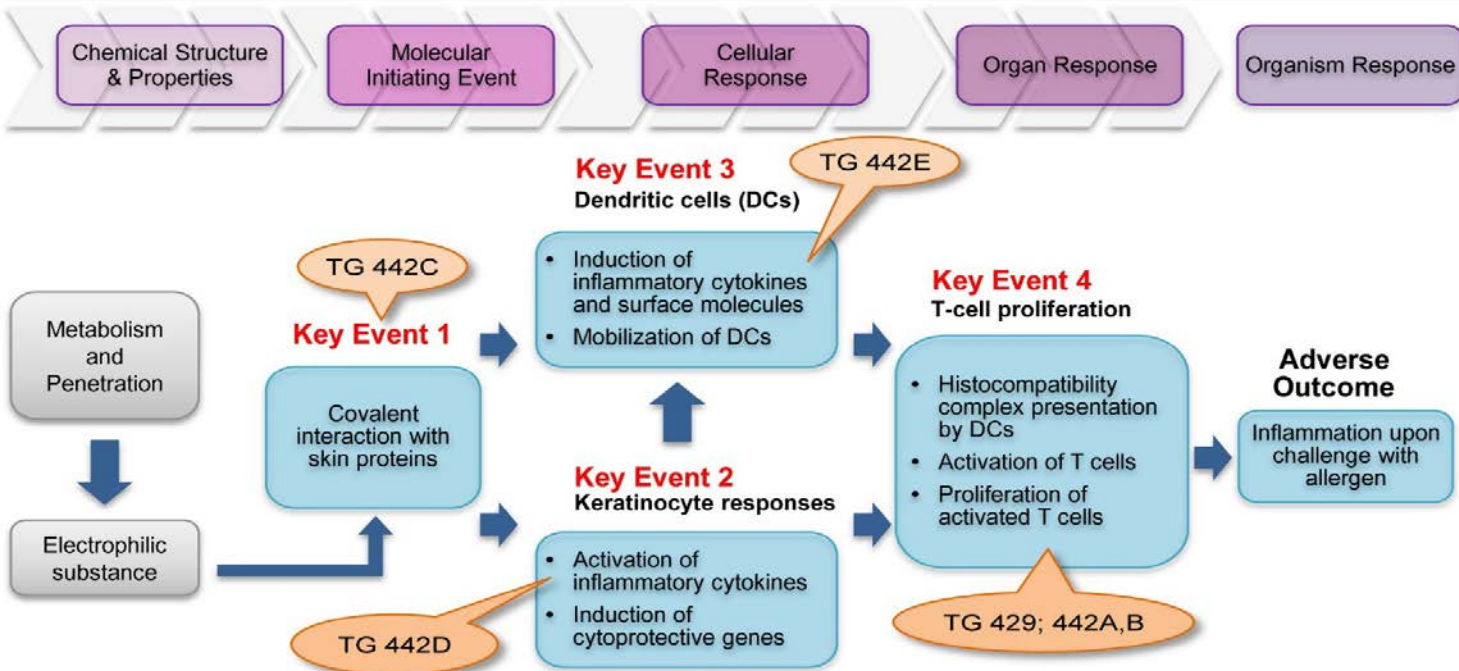 Chemical Structure
& Properties
Molecular
Initiating Event
Cellular
Response
Organ Response
Organism Response
Key Event 3
Dendritic cells (DCs)
TG 442E
• Induction of
inflammatory cytokines
and surface molecules
• Mobilization of DCs
TG 442C
Key Event 1
Covalent
interaction with
skin proteins
Metabolism
and
Penetration
Electrophilic
substance
Key Event 2
Keratinocyte responses
• Activation of
inflammatory cytokines
• Induction of
cytoprotective genes
TG 442D
Key Event 4
T-cell proliferation
• Histocompatibility
complex presentation
by DCs
• Activation of T cells
• Proliferation of
activated T cells
TG 429; 442A,B
Adverse
Outcome
Inflammation upon
challenge with
allergen